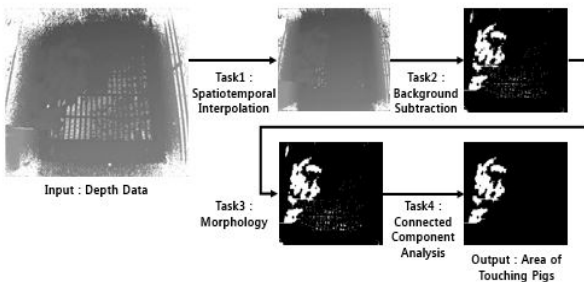 Task1 :
Spatiotemporal
Interpolation
Task2 :
Background
Subtraction
Input : Depth Data
Task3 :
Morphology
Task4 :
Connected
Component
Analysis
Output : Area of
Touching Pigs